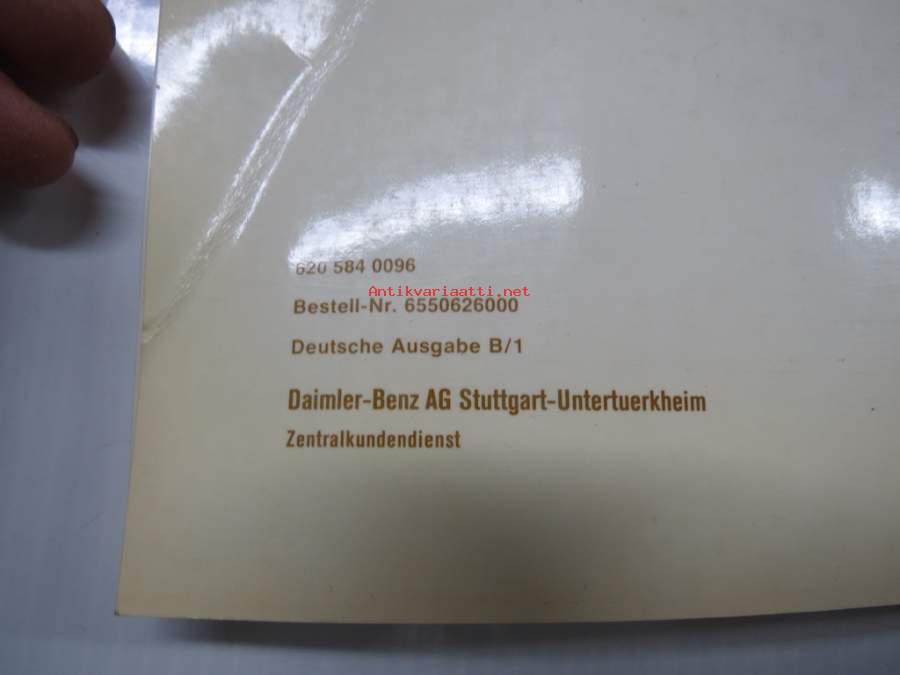 620 584 0096
Antikvariaatti.net
Bestell-Nr. 6550626000
Deutsche Ausgabe B/1
Daimler-Benz AG Stuttgart-Untertuerkheim
Zentralkundendienst